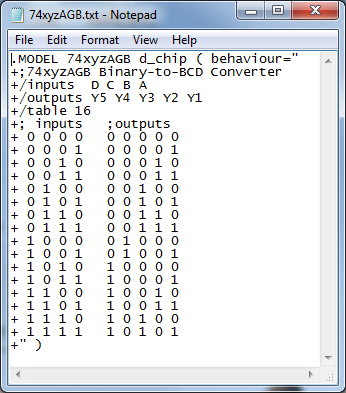 74xyzAGB.txt - Notepad
File Edit Format View Help
.MODEL 74xyzAGB d_chip ( behaviour="
+;74xyzAGB Binary-to-BCD Converter
+/inputs  D C B A
+/outputs Y5 Y4 Y3 Y2 Y1
+/table 16
+; inputs   ;outputs
+ 0 0 0 0   0 0 0 0 0
+ 0 0 0 1   0 0 0 0 1
+ 0 0 1 0   0 0 0 1 0
+ 0 0 1 1   0 0 0 1 1
+ 0 1 0 0   0 0 1 0 0
+ 0 1 0 1   0 0 1 0 1
+ 0 1 1 0   0 0 1 1 0
+ 0 1 1 1   0 0 1 1 1
+ 1 0 0 0   0 1 0 0 0
+ 1 0 0 1   0 1 0 0 1
+ 1 0 1 0   1 0 0 0 0
+ 1 0 1 1   1 0 0 0 1
+ 1 1 0 0   1 0 0 1 0
+ 1 1 0 1   1 0 0 1 1
+ 1 1 1 0   1 0 1 0 0
+ 1 1 1 1   1 0 1 0 1
+" )